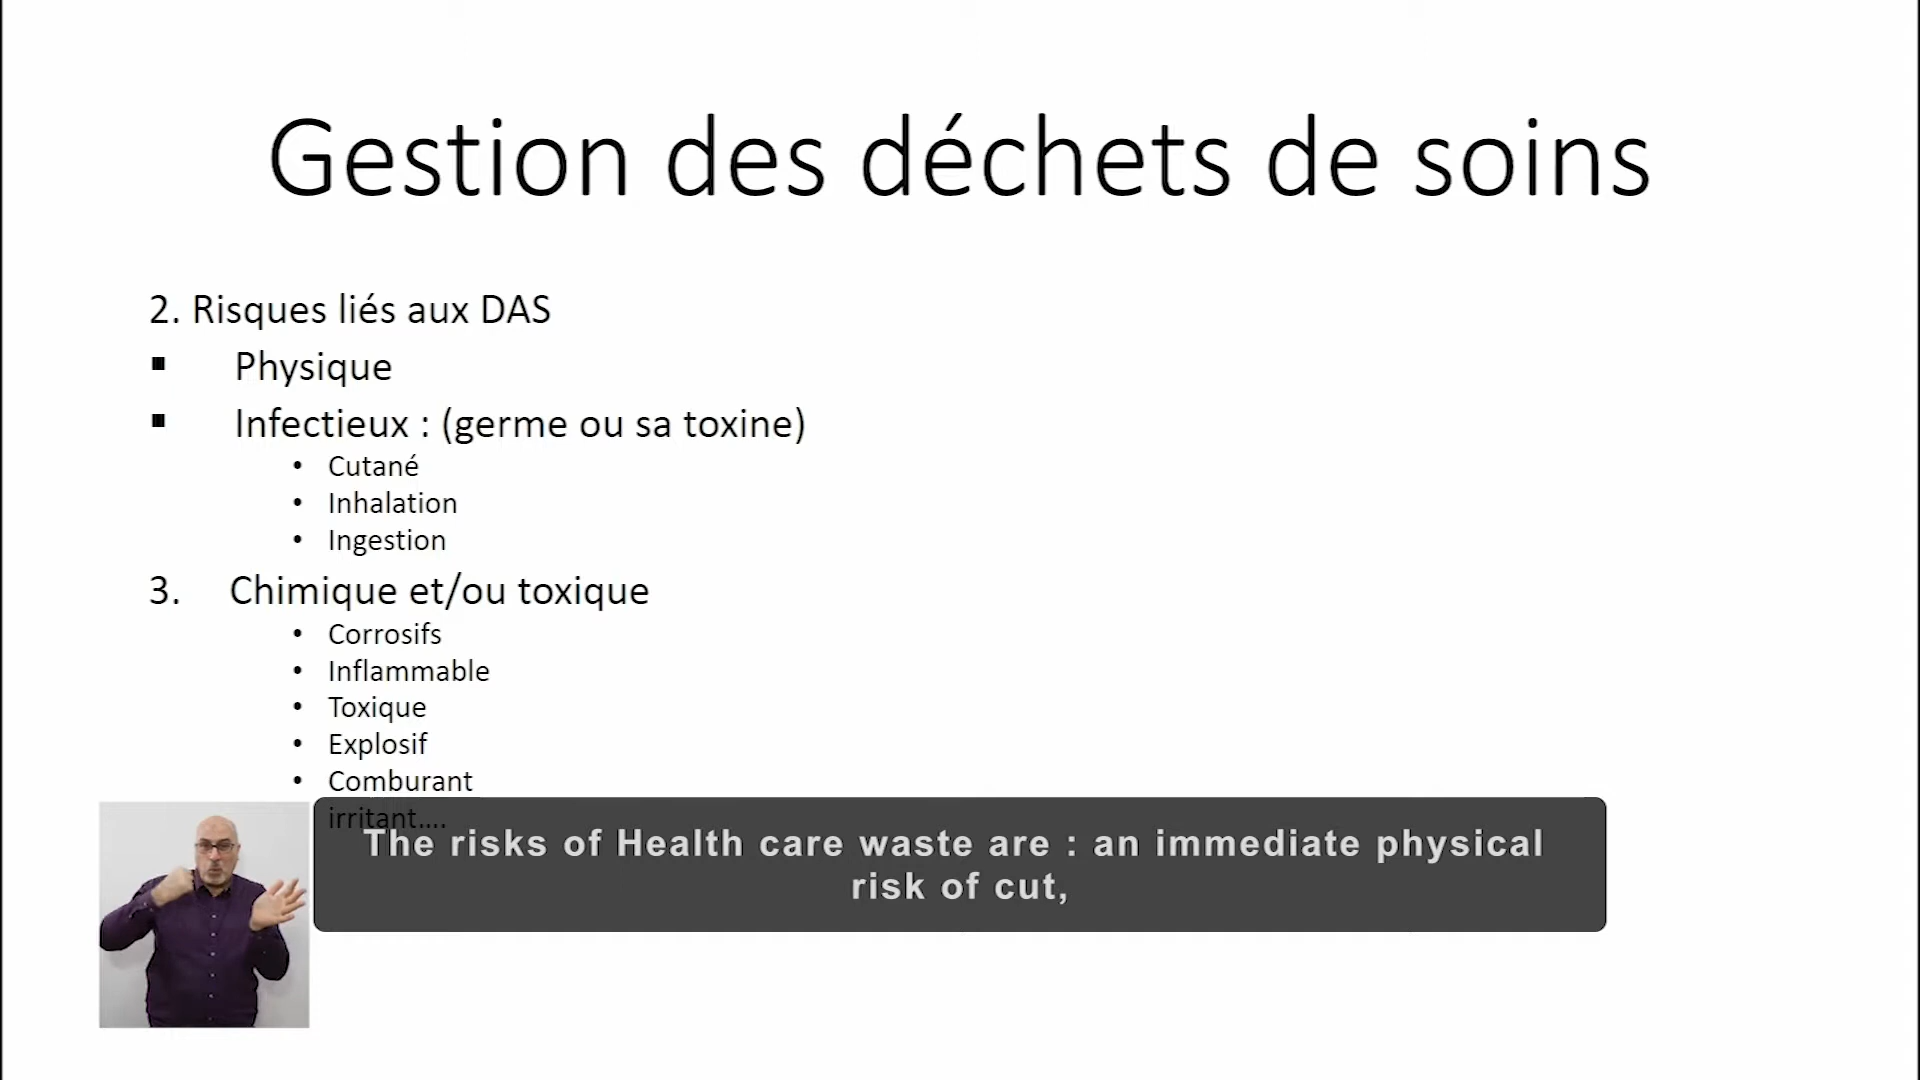 Gestion des déchets de soins
2. Risques liés aux DAS
▪ Physique
▪ Infectieux : (germe ou sa toxine)
• Cutané
• Inhalation
• Ingestion
3. Chimique et/ou toxique
• Corrosifs
• Inflammable
• Toxique
• Explosif
• Comburant
irritant....
The risks of Health care waste are : an immediate physical
risk of cut,